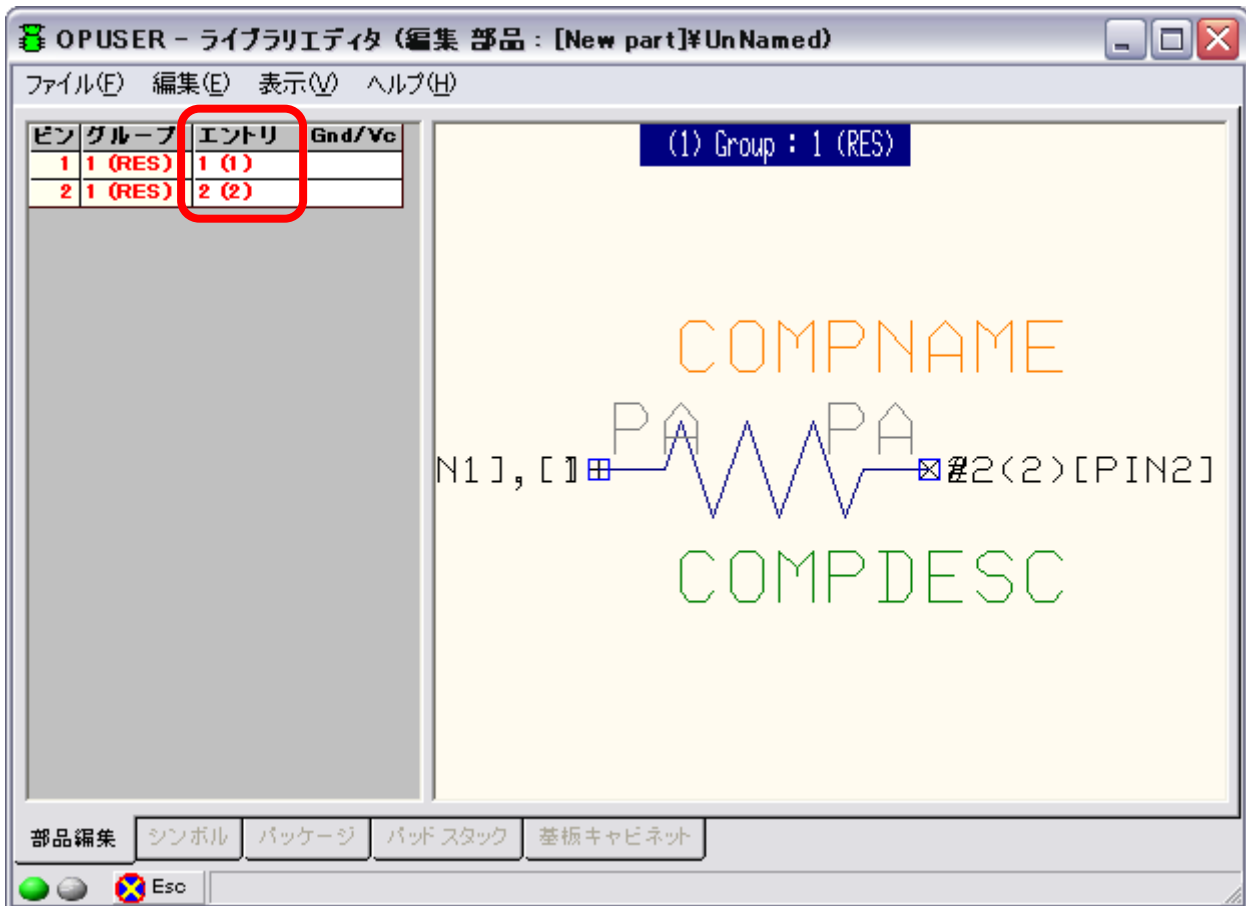 OPUSER - ライブラリエディタ (編集 部品 : [New part]¥UnNamed)
ファイル(F) 編集(E) 表示(V) ヘルプ(H)
ピン グループ エントリ Gnd/Vc
1 1 (RES) 1 (1)
2 1 (RES) 2 (2)
(1) Group : 1 (RES)
COMPNAME
PA PA
N1],[] 2(2)[PIN2]
COMPDESC
部品編集 シンボル パッケージ パッド スタック 基板キャビネット
Esc